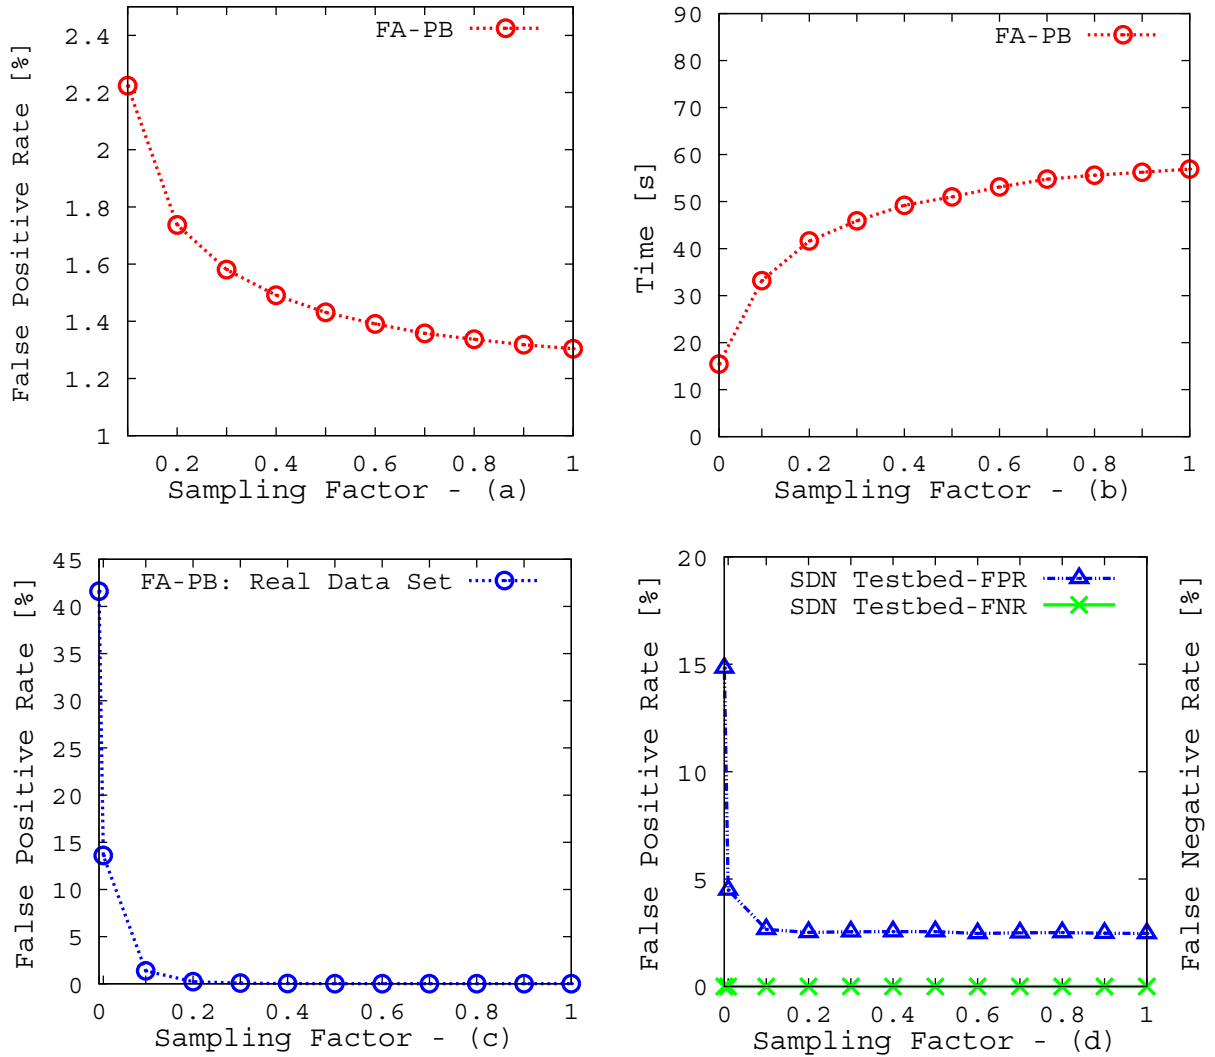 False Positive Rate [%]
2.4
2.2
2
1.8
1.6
1.4
1.2
1
FA-PB
0.2 0.4 0.6 0.8 1
Sampling Factor - (a)
Time [s]
90
80
70
60
50
40
30
20
10
0
FA-PB
0 0.2 0.4 0.6 0.8 1
Sampling Factor - (b)
False Positive Rate [%]
45
40
35
30
25
20
15
10
5
0
FA-PB: Real Data Set
0 0.2 0.4 0.6 0.8 1
Sampling Factor - (c)
False Positive Rate [%]
20
15
10
5
0
SDN Testbed-FPR
SDN Testbed-FNR
0 0.2 0.4 0.6 0.8 1
Sampling Factor - (d)
False Negative Rate [%]